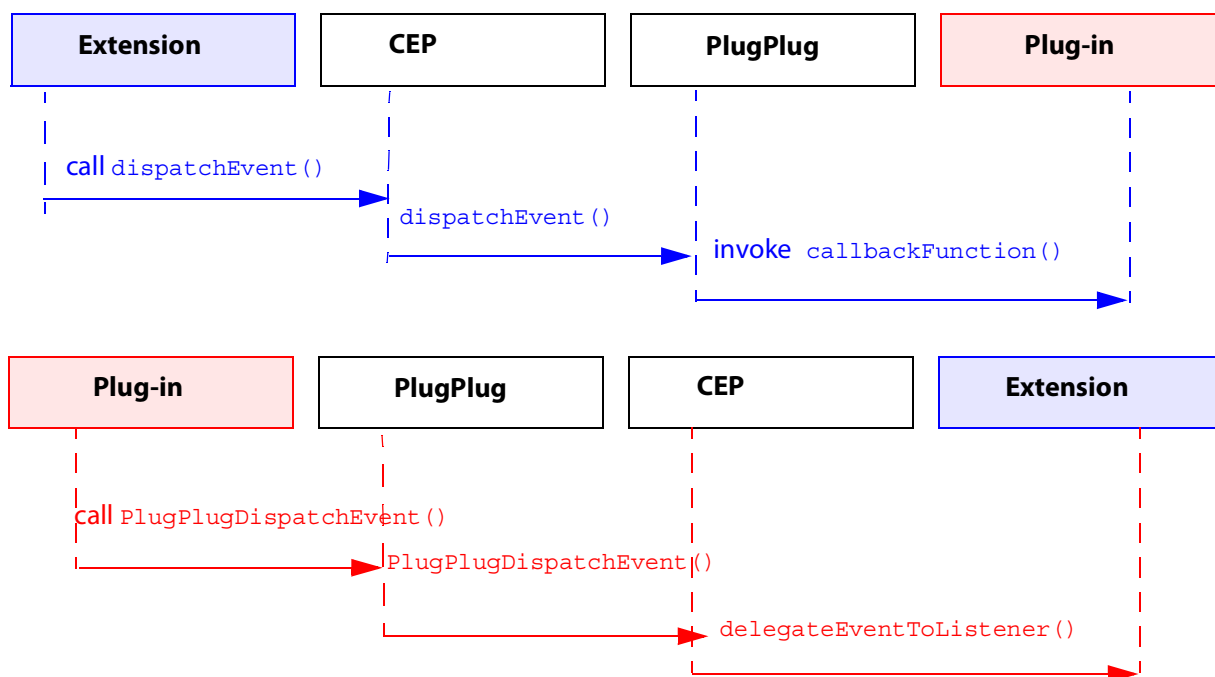 Extension CEP PlugPlug Plug-in
call dispatchEvent()
dispatchEvent()
invoke callbackFunction()
Plug-in PlugPlug CEP Extension
call PlugPlugDispatchEvent()
PlugPlugDispatchEvent()
delegateEventToListener()